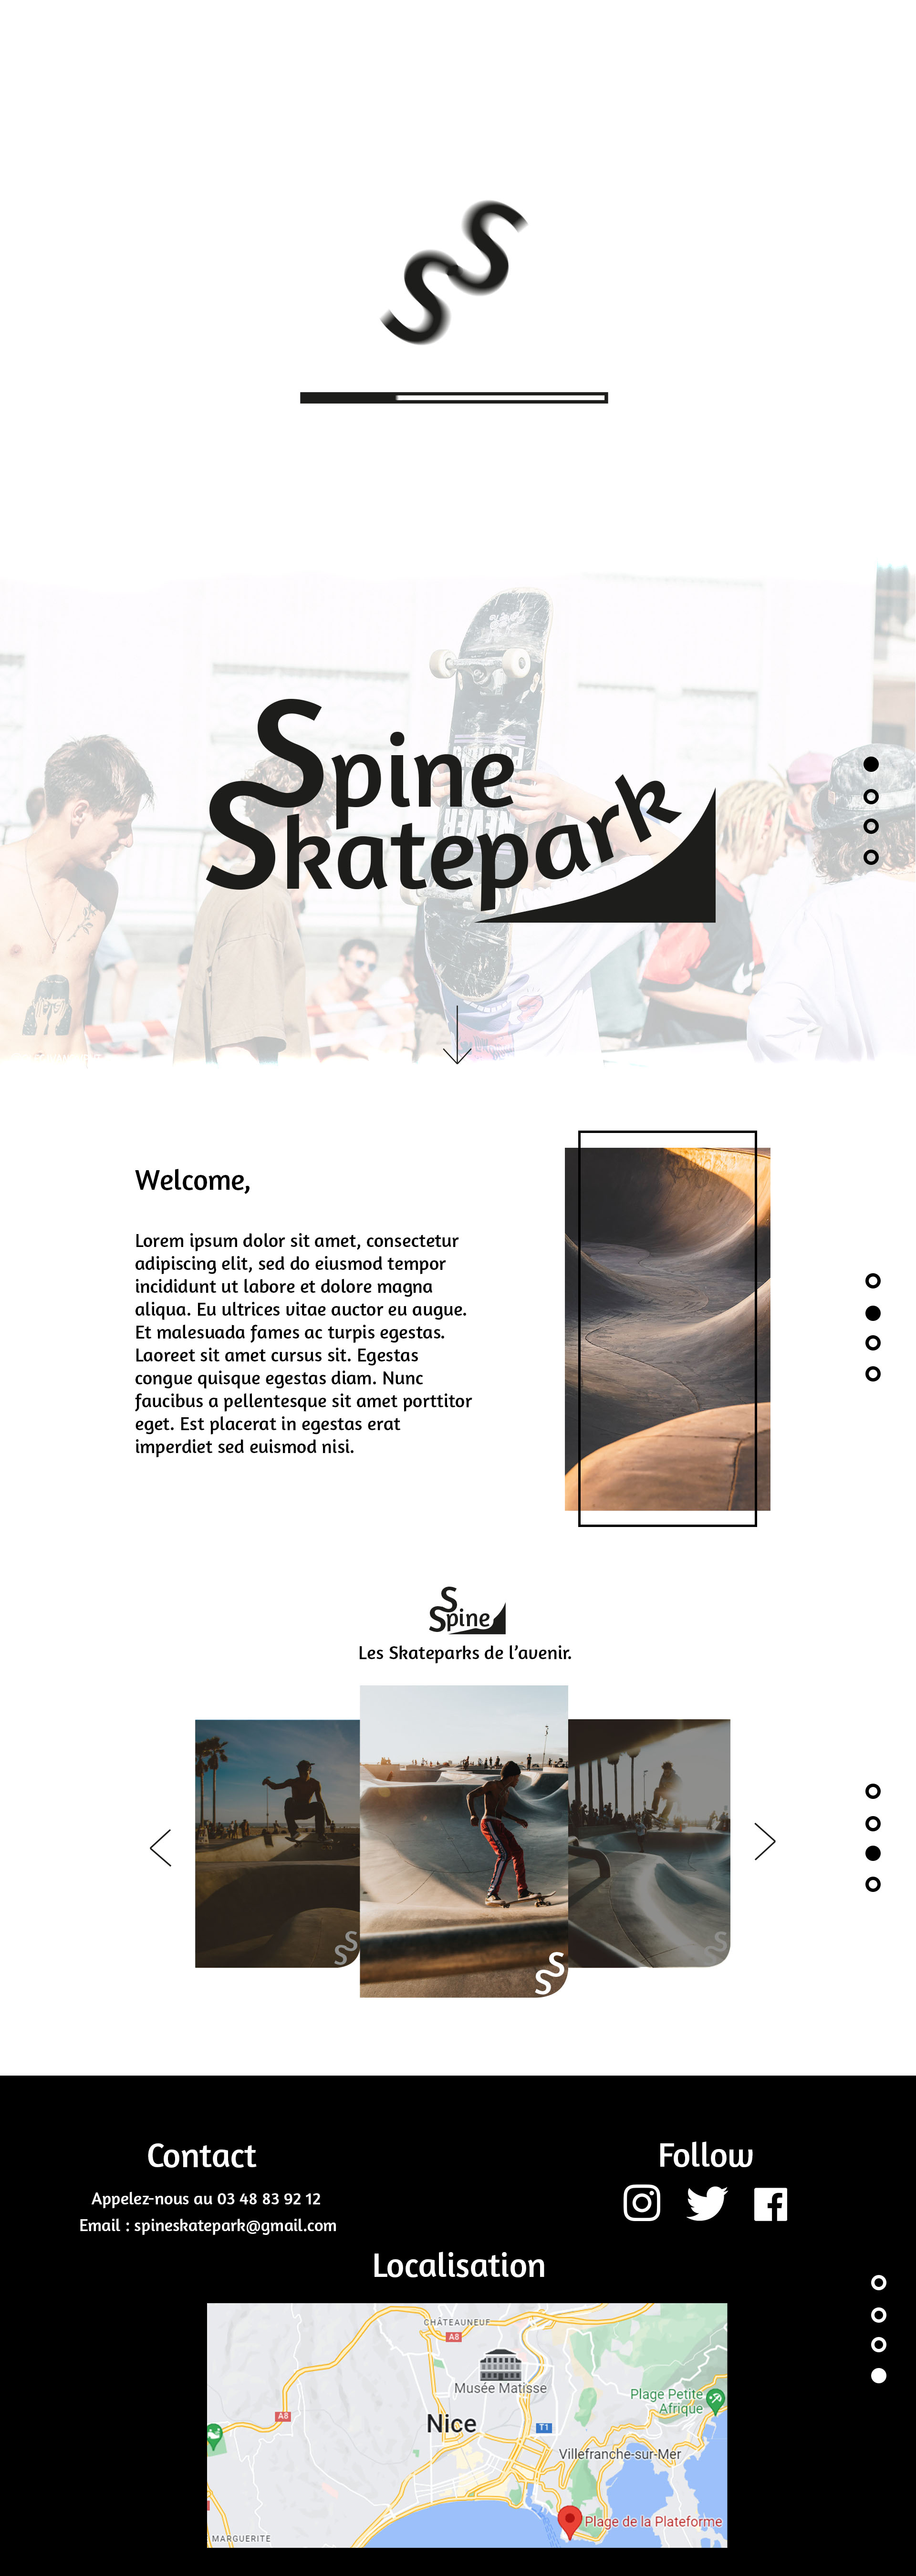 SS
Spine
Skatepark
Welcome,
Lorem ipsum dolor sit amet, consectetur
adipiscing elit, sed do eiusmod tempor
incididunt ut labore et dolore magna
aliqua. Eu ultrices vitae auctor eu augue.
Et malesuada fames ac turpis egestas.
Laoreet sit amet cursus sit. Egestas
congue quisque egestas diam. Nunc
faucibus a pellentesque sit amet porttitor
eget. Est placerat in egestas erat
imperdiet sed euismod nisi.
S
Spine
Les Skateparks de l’avenir.
SS
SS
SS
Contact
Appelez-nous au 03 48 83 92 12
Email : spineskatepark@gmail.com
Follow
Localisation
CHÂTEAUNEUF
A8
Musée Matisse
Plage Petite
Afrique
A8
Nice
T1
Villefranche-sur-Mer
Plage de la Plateforme
MARGUERITE